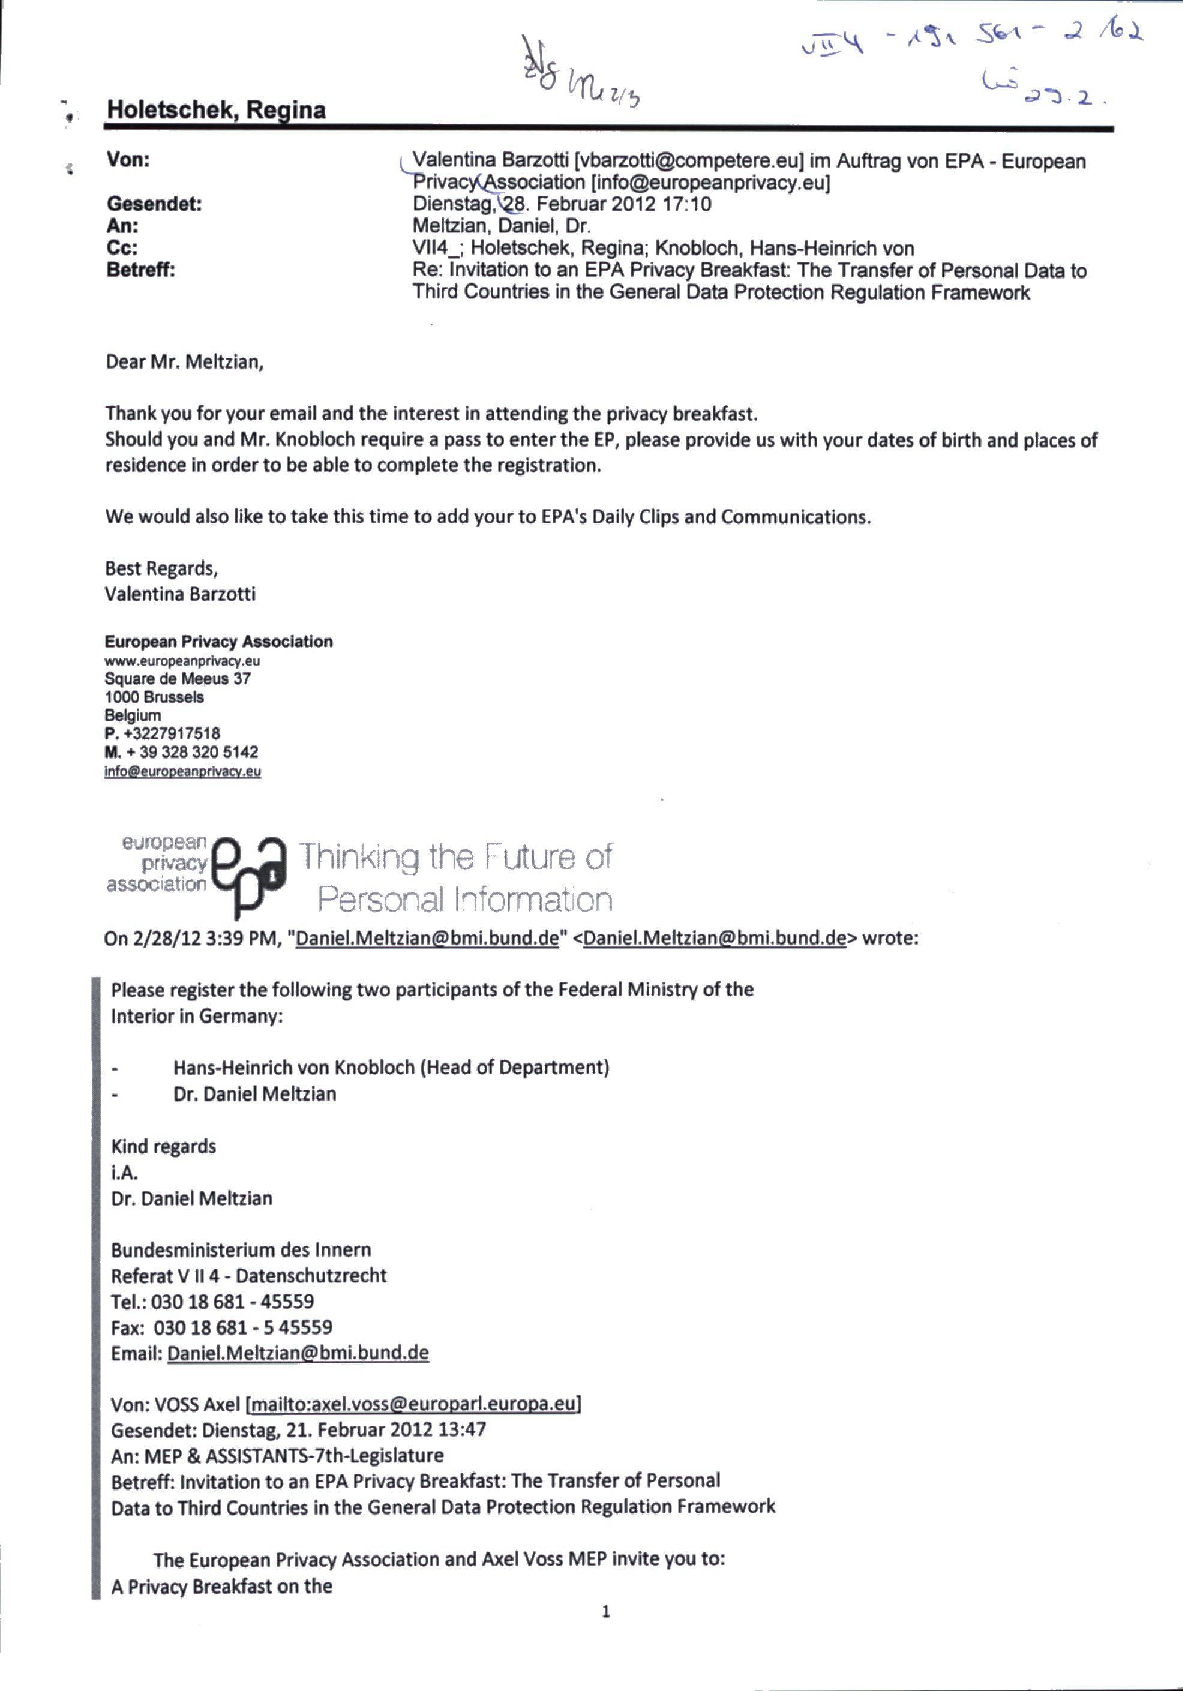 VII4 - 191 561 - 2 /62
29.2.
Holetschek, Regina
Von: Valentina Barzotti [vbarzotti@competere.eu] im Auftrag von EPA - European
Privacy Association [info@europeanprivacy.eu]
Gesendet: Dienstag, 28. Februar 2012 17:10
An: Meltzian, Daniel, Dr.
Cc: VII4_; Holetschek, Regina; Knobloch, Hans-Heinrich von
Betreff: Re: Invitation to an EPA Privacy Breakfast: The Transfer of Personal Data to
Third Countries in the General Data Protection Regulation Framework
Dear Mr. Meltzian,
Thank you for your email and the interest in attending the privacy breakfast.
Should you and Mr. Knobloch require a pass to enter the EP, please provide us with your dates of birth and places of
residence in order to be able to complete the registration.
We would also like to take this time to add your to EPA's Daily Clips and Communications.
Best Regards,
Valentina Barzotti
European Privacy Association
www.europeanprivacy.eu
Square de Meeus 37
1000 Brussels
Belgium
P. +3227917518
M. + 39 328 320 5142
info@europeanprivacy.eu
european
privacy
association
epa
Thinking the Future of
Personal Information
On 2/28/12 3:39 PM, "Daniel.Meltzian@bmi.bund.de" <Daniel.Meltzian@bmi.bund.de> wrote:
Please register the following two participants of the Federal Ministry of the
Interior in Germany:
- Hans-Heinrich von Knobloch (Head of Department)
- Dr. Daniel Meltzian
Kind regards
i.A.
Dr. Daniel Meltzian
Bundesministerium des Innern
Referat V II 4 - Datenschutzrecht
Tel.: 030 18 681 - 45559
Fax: 030 18 681 - 5 45559
Email: Daniel.Meltzian@bmi.bund.de
Von: VOSS Axel [mailto:axel.voss@europarl.europa.eu]
Gesendet: Dienstag, 21. Februar 2012 13:47
An: MEP & ASSISTANTS-7th-Legislature
Betreff: Invitation to an EPA Privacy Breakfast: The Transfer of Personal
Data to Third Countries in the General Data Protection Regulation Framework
The European Privacy Association and Axel Voss MEP invite you to:
A Privacy Breakfast on the
1